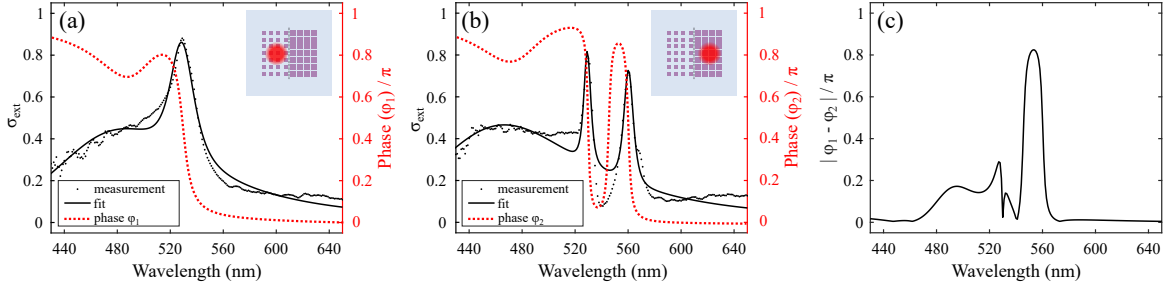 (a)
1
0.8
0.6
0.4
0.2
0
σext
1
0.8
0.6
0.4
0.2
0
Phase (φ1) / π
measurement
fit
phase φ1
440 480 520 560 600 640
Wavelength (nm)
(b)
1
0.8
0.6
0.4
0.2
0
σext
1
0.8
0.6
0.4
0.2
0
Phase (φ2) / π
measurement
fit
phase φ2
440 480 520 560 600 640
Wavelength (nm)
(c)
1
0.8
0.6
0.4
0.2
0
| φ1 - φ2 | / π
440 480 520 560 600 640
Wavelength (nm)